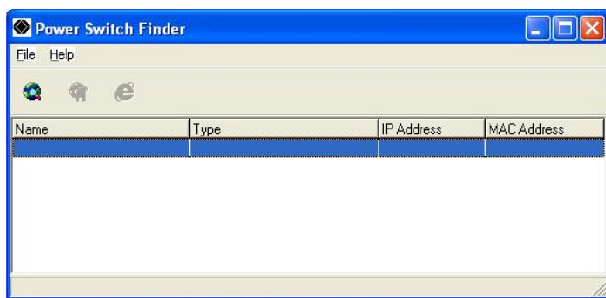 Power Switch Finder
File Help
Name Type IP Address MAC Address